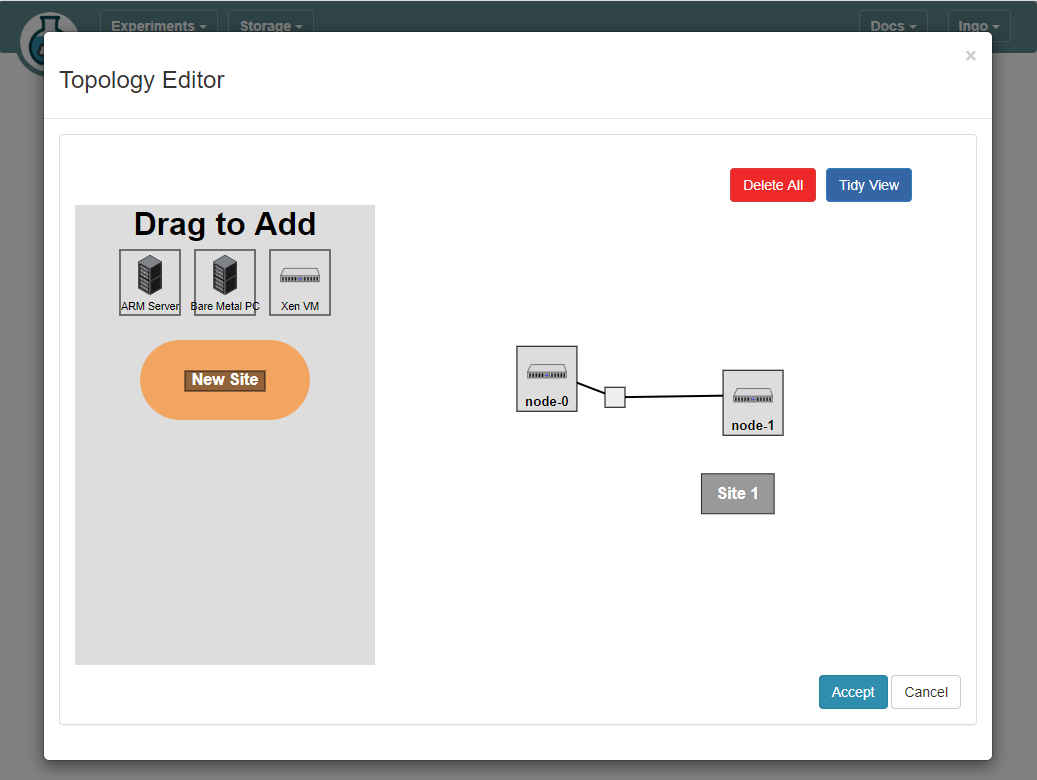 Experiments Storage Docs Ingo
×
Topology Editor
Delete All Tidy View
Drag to Add
ARM Server Bare Metal PC Xen VM
New Site
node-0
node-1
Site 1
Accept Cancel